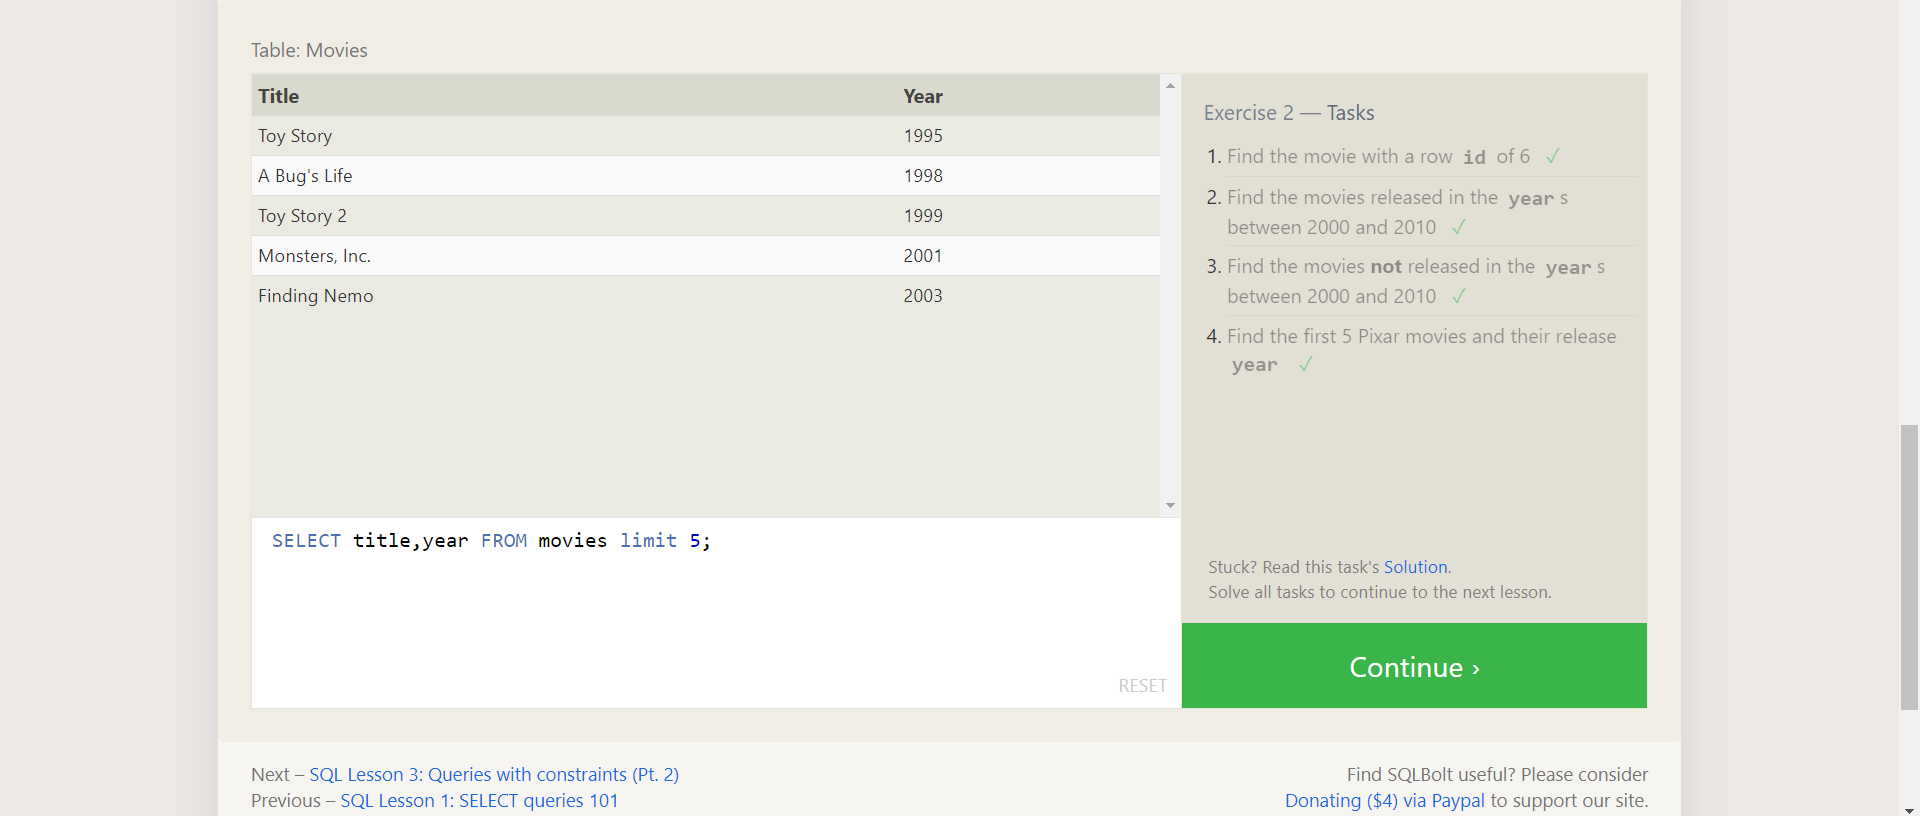 Table: Movies
Title Year
Toy Story 1995
A Bug's Life 1998
Toy Story 2 1999
Monsters, Inc. 2001
Finding Nemo 2003
SELECT title,year FROM movies limit 5;
RESET
Exercise 2 — Tasks
1. Find the movie with a row id of 6 ✓
2. Find the movies released in the year s
between 2000 and 2010 ✓
3. Find the movies not released in the year s
between 2000 and 2010 ✓
4. Find the first 5 Pixar movies and their release
year ✓
Stuck? Read this task's Solution.
Solve all tasks to continue to the next lesson.
Continue ›
Next – SQL Lesson 3: Queries with constraints (Pt. 2)
Previous – SQL Lesson 1: SELECT queries 101
Find SQLBolt useful? Please consider
Donating ($4) via Paypal to support our site.